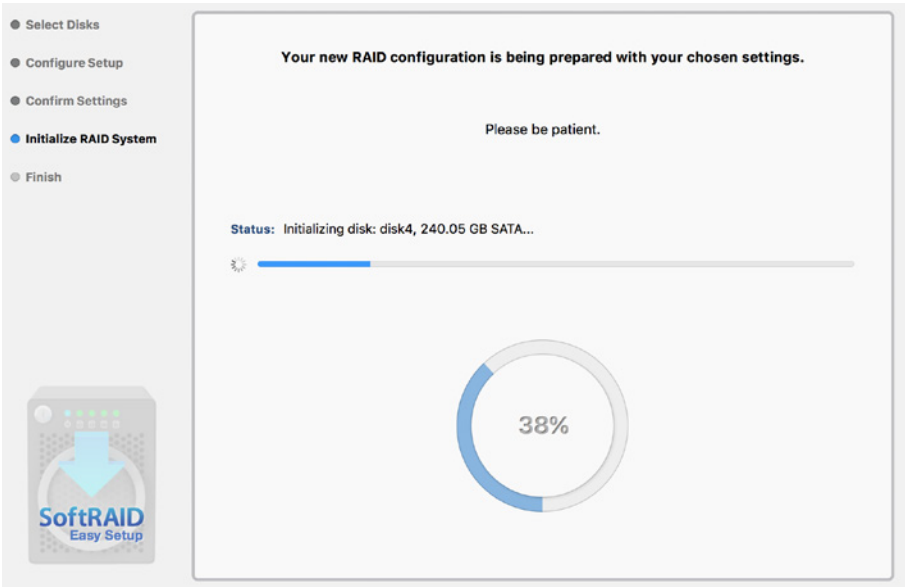 Select Disks
Configure Setup
Confirm Settings
Initialize RAID System
Finish
Your new RAID configuration is being prepared with your chosen settings.
Please be patient.
Status: Initializing disk: disk4, 240.05 GB SATA...
38%
SoftRAID
Easy Setup